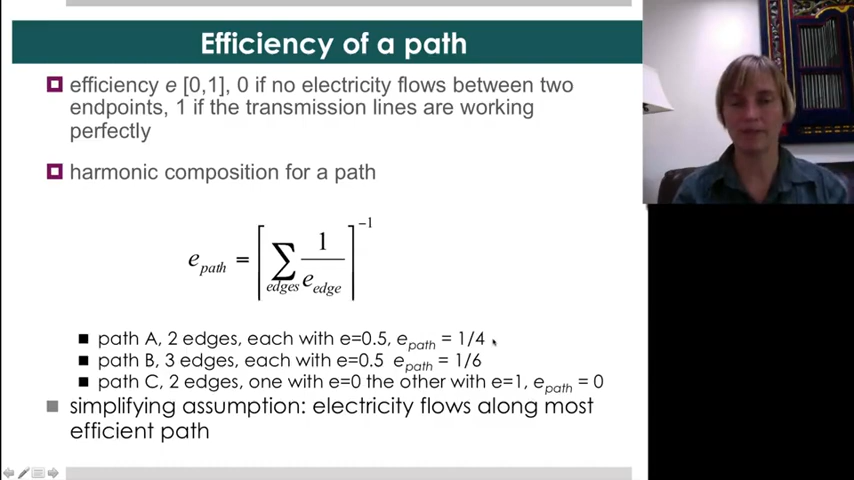 Efficiency of a path
efficiency e [0,1], 0 if no electricity flows between two
endpoints, 1 if the transmission lines are working
perfectly
harmonic composition for a path
e_path = [ ∑_edges 1/e_edge ]^−1
path A, 2 edges, each with e=0.5, e_path = 1/4
path B, 3 edges, each with e=0.5 e_path = 1/6
path C, 2 edges, one with e=0 the other with e=1, e_path = 0
simplifying assumption: electricity flows along most
efficient path